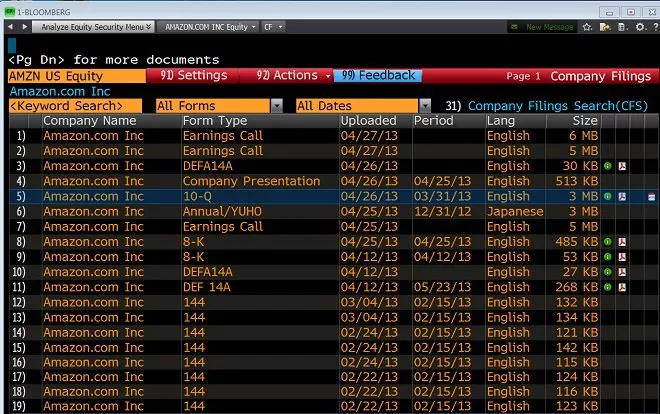 1-BLOOMBERG
Analyze Equity Security Menu AMAZON.COM INC Equity CF New Message
<Pg Dn> for more documents
AMZN US Equity 91) Settings 92) Actions 99) Feedback Page 1 Company Filings
Amazon.com Inc
<Keyword Search> All Forms All Dates 31) Company Filings Search(CFS)
Company Name Form Type Uploaded Period Lang Size
1) Amazon.com Inc Earnings Call 04/27/13 English 6 MB
2) Amazon.com Inc Earnings Call 04/27/13 English 5 MB
3) Amazon.com Inc DEFA14A 04/26/13 English 30 KB
4) Amazon.com Inc Company Presentation 04/26/13 04/25/13 English 513 KB
5) Amazon.com Inc 10-Q 04/26/13 03/31/13 English 3 MB
6) Amazon.com Inc Annual/YUHO 04/25/13 12/31/12 Japanese 3 MB
7) Amazon.com Inc Earnings Call 04/25/13 English 5 MB
8) Amazon.com Inc 8-K 04/25/13 04/25/13 English 485 KB
9) Amazon.com Inc 8-K 04/12/13 04/12/13 English 53 KB
10) Amazon.com Inc DEFA14A 04/12/13 English 27 KB
11) Amazon.com Inc DEF 14A 04/12/13 05/23/13 English 268 KB
12) Amazon.com Inc 144 03/04/13 02/15/13 English 132 KB
13) Amazon.com Inc 144 03/04/13 02/15/13 English 134 KB
14) Amazon.com Inc 144 02/24/13 02/15/13 English 121 KB
15) Amazon.com Inc 144 02/24/13 02/15/13 English 142 KB
16) Amazon.com Inc 144 02/24/13 02/15/13 English 115 KB
17) Amazon.com Inc 144 02/22/13 02/15/13 English 124 KB
18) Amazon.com Inc 144 02/22/13 02/15/13 English 116 KB
19) Amazon.com Inc 144 02/22/13 02/15/13 English 123 KB